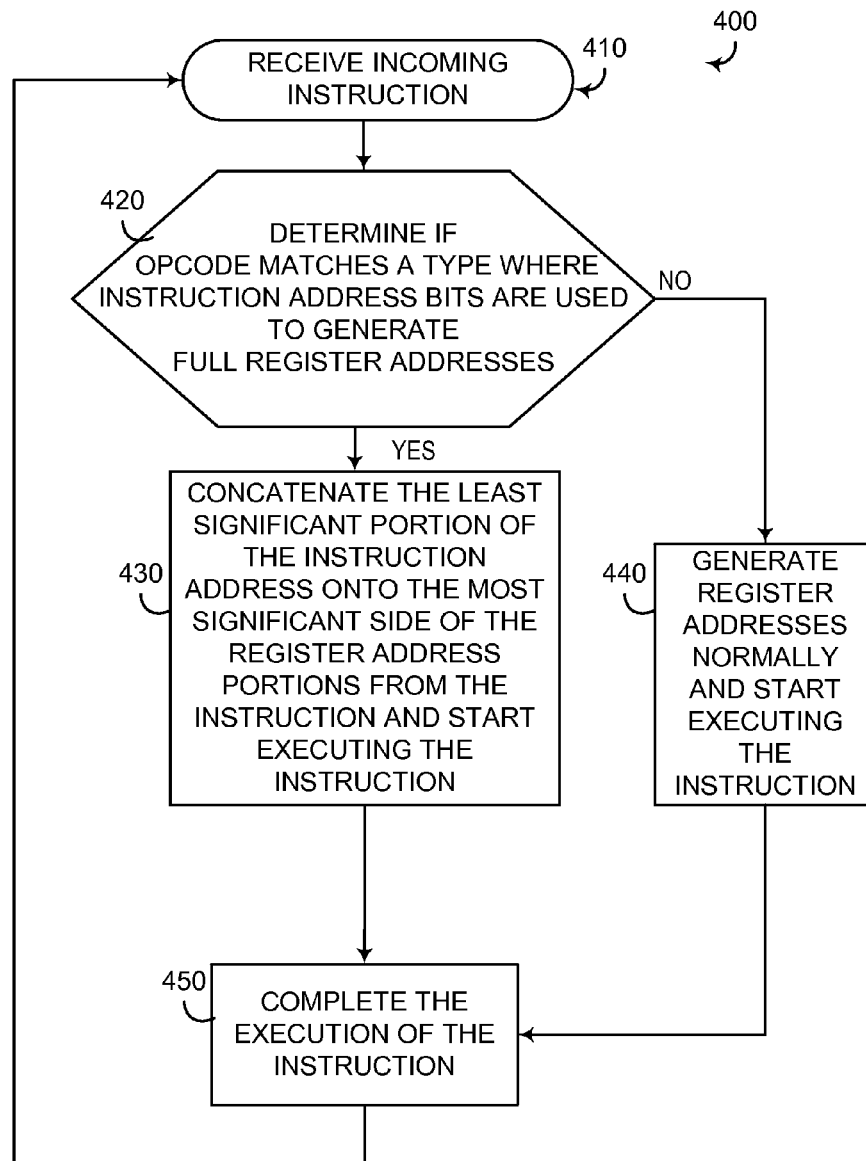 400
RECEIVE INCOMING
INSTRUCTION
410
420
DETERMINE IF
OPCODE MATCHES A TYPE WHERE
INSTRUCTION ADDRESS BITS ARE USED
TO GENERATE
FULL REGISTER ADDRESSES
NO
YES
430
CONCATENATE THE LEAST
SIGNIFICANT PORTION OF
THE INSTRUCTION
ADDRESS ONTO THE MOST
SIGNIFICANT SIDE OF THE
REGISTER ADDRESS
PORTIONS FROM THE
INSTRUCTION AND START
EXECUTING THE
INSTRUCTION
440
GENERATE
REGISTER
ADDRESSES
NORMALLY
AND START
EXECUTING
THE
INSTRUCTION
450
COMPLETE THE
EXECUTION OF THE
INSTRUCTION